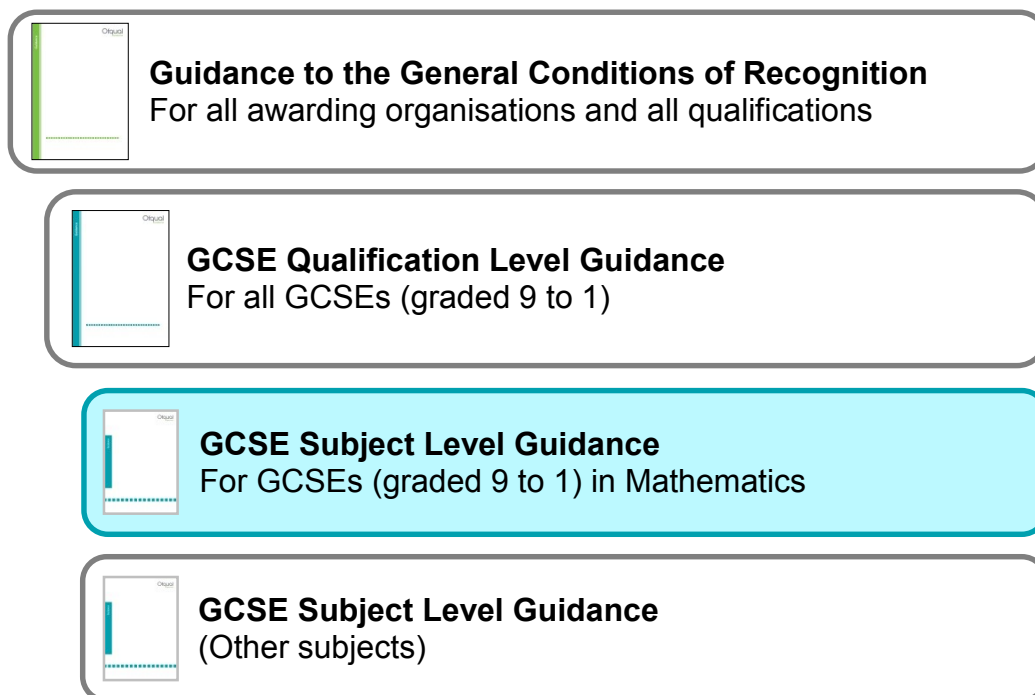 Ofqual
Guidance to the General Conditions of Recognition
For all awarding organisations and all qualifications
Ofqual
GCSE Qualification Level Guidance
For all GCSEs (graded 9 to 1)
Ofqual
GCSE Subject Level Guidance
For GCSEs (graded 9 to 1) in Mathematics
Ofqual
GCSE Subject Level Guidance
(Other subjects)